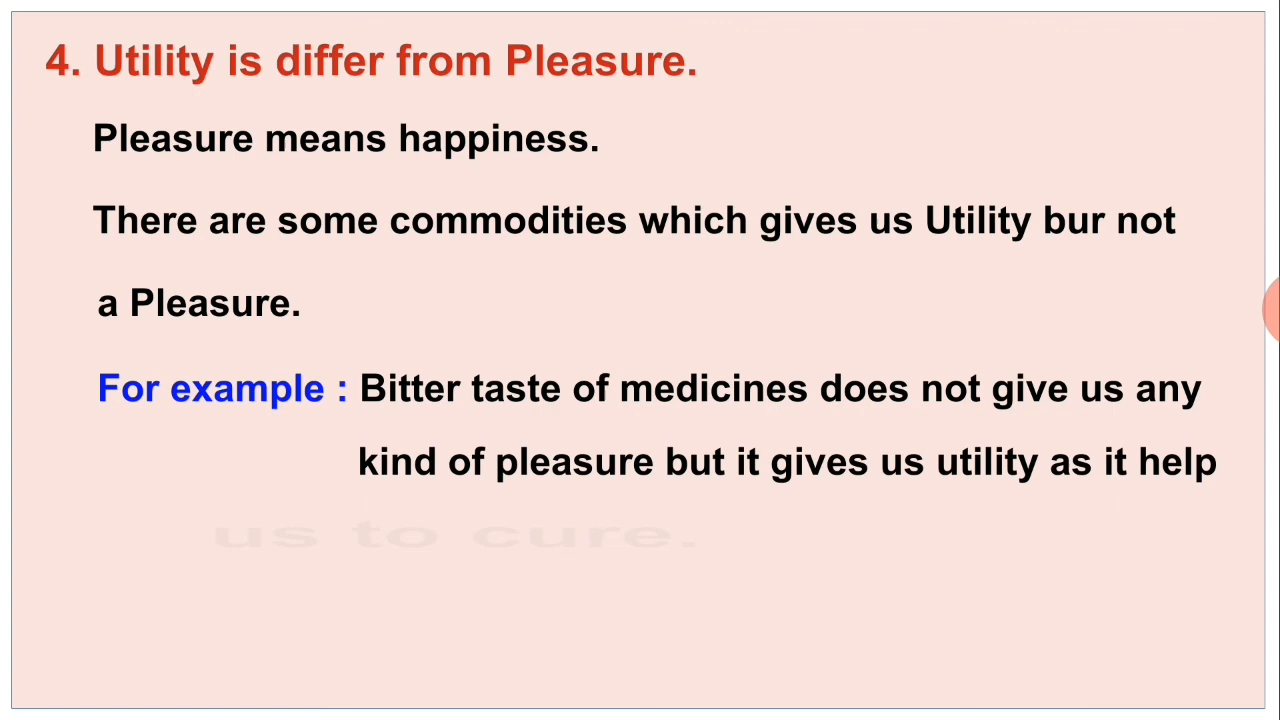 4. Utility is differ from Pleasure.
Pleasure means happiness.
There are some commodities which gives us Utility bur not
a Pleasure.
For example : Bitter taste of medicines does not give us any
kind of pleasure but it gives us utility as it help
us to cure.